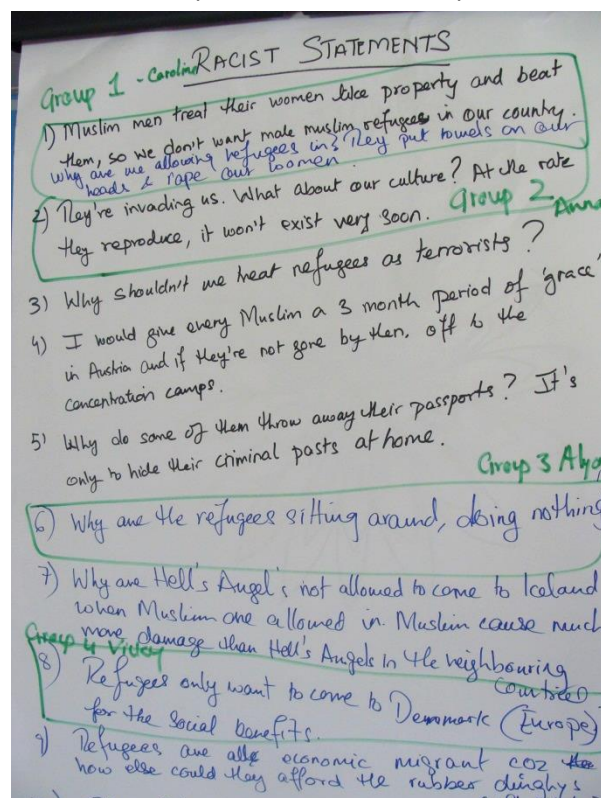 RACIST STATEMENTS
Group 1 - Carolina
1) Muslim men treat their women like property and beat
them, so we don't want male muslim refugees in our country.
Why are we allowing refugees in? They put towels on our
heads & rape our women.
2) They're invading us. What about our culture? At the rate
they reproduce, it won't exist very soon. Group 2 Anna
3) Why shouldn't we treat refugees as terrorists?
4) I would give every Muslim a 3 month period of 'grace'
in Austria and if they're not gone by then, off to the
concentration camps.
5) Why do some of them throw away their passports? It's
only to hide their criminal pasts at home.
Group 3
6) Why are the refugees sitting around, doing nothing
7) Why are Hell's Angel's not allowed to come to Iceland
when Muslim are allowed in. Muslim cause much
more damage than Hell's Angels in the neighbouring
countries
Group 4 Vicky
8) Refugees only want to come to Denmark (Europe)
for the social benefits.
9) Refugees are all economic migrant coz
how else could they afford the rubber dinghys